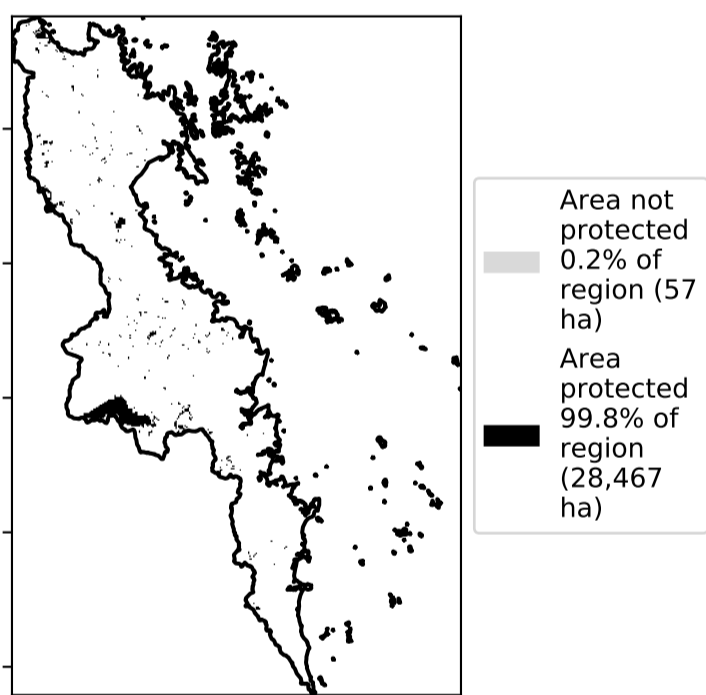 Area not
protected
0.2% of
region (57
ha)
Area
protected
99.8% of
region
(28,467
ha)